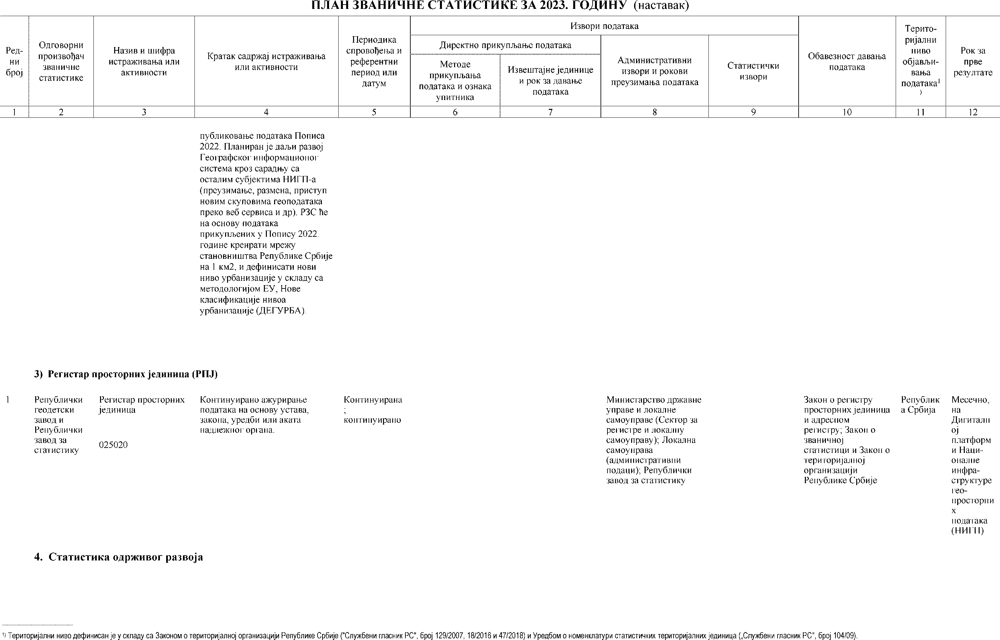 ПЛАН ЗВАНИЧНЕ СТАТИСТИКЕ ЗА 2023. ГОДИНУ (наставак)
Ред-
ни
број
Одговорни
произвођач
званичне
статистике
Назив и шифра
истраживања или
активности
Кратак садржај истраживања
или активности
Периодика
спровођења и
референтни
период или
датум
Извори података
Директно прикупљање података
Методе
прикупљања
података и ознака
упитника
Извештајне јединице
и рок за давање
података
Административни
извори и рокови
преузимања података
Статистички
извори
Обавезност давања
података
Терито-
ријални
ниво
објављи-
вања
података¹
)
Рок за
прве
резултате
1 2 3 4 5 6 7 8 9 10 11 12
публиковање података Пописа
2022. Планиран је даљи развој
Географског информационог
система кроз сарадњу са
осталим субјектима НИГП-а
(преузимање, размена, приступ
новим скуповима геоподатака
преко веб сервиса и др). РЗС ће
на основу података
прикупљених у Попису 2022.
године креирати мрежу
становништва Републике Србије
на 1 км2, и дефинисати нови
ниво урбанизације у складу са
методологијом ЕУ, Нове
класификације нивоа
урбанизације (ДЕГУРБА).
3) Регистар просторних јединица (РПЈ)
1
Републички
геодетски
завод и
Републички
завод за
статистику
Регистар просторних
јединица
025020
Континуирано ажурирање
података на основу устава,
закона, уредби или аката
надлежног органа.
Континуирана
;
континуирано
Министарство државне
управе и локалне
самоуправе (Сектор за
регистре и локалну
самоуправу); Локална
самоуправа
(административни
подаци); Републички
завод за статистику
Закон о регистру
просторних јединица
и адресном
регистру; Закон о
званичној
статистици и Закон о
територијалној
организацији
Републике Србије
Републик
а Србија
Месечно,
на
Дигиталн
ој
платформ
и Наци-
оналне
инфра-
структуре
гео-
просторни
х
података
(НИГП)
4. Статистика одрживог развоја
¹⁾ Територијални ниво дефинисан је у складу са Законом о територијалној организацији Републике Србије ("Службени гласник РС", број 129/2007, 18/2016 и 47/2018) и Уредбом о номенклатури статистичких територијалних јединица („Службени гласник РС", број 104/09).